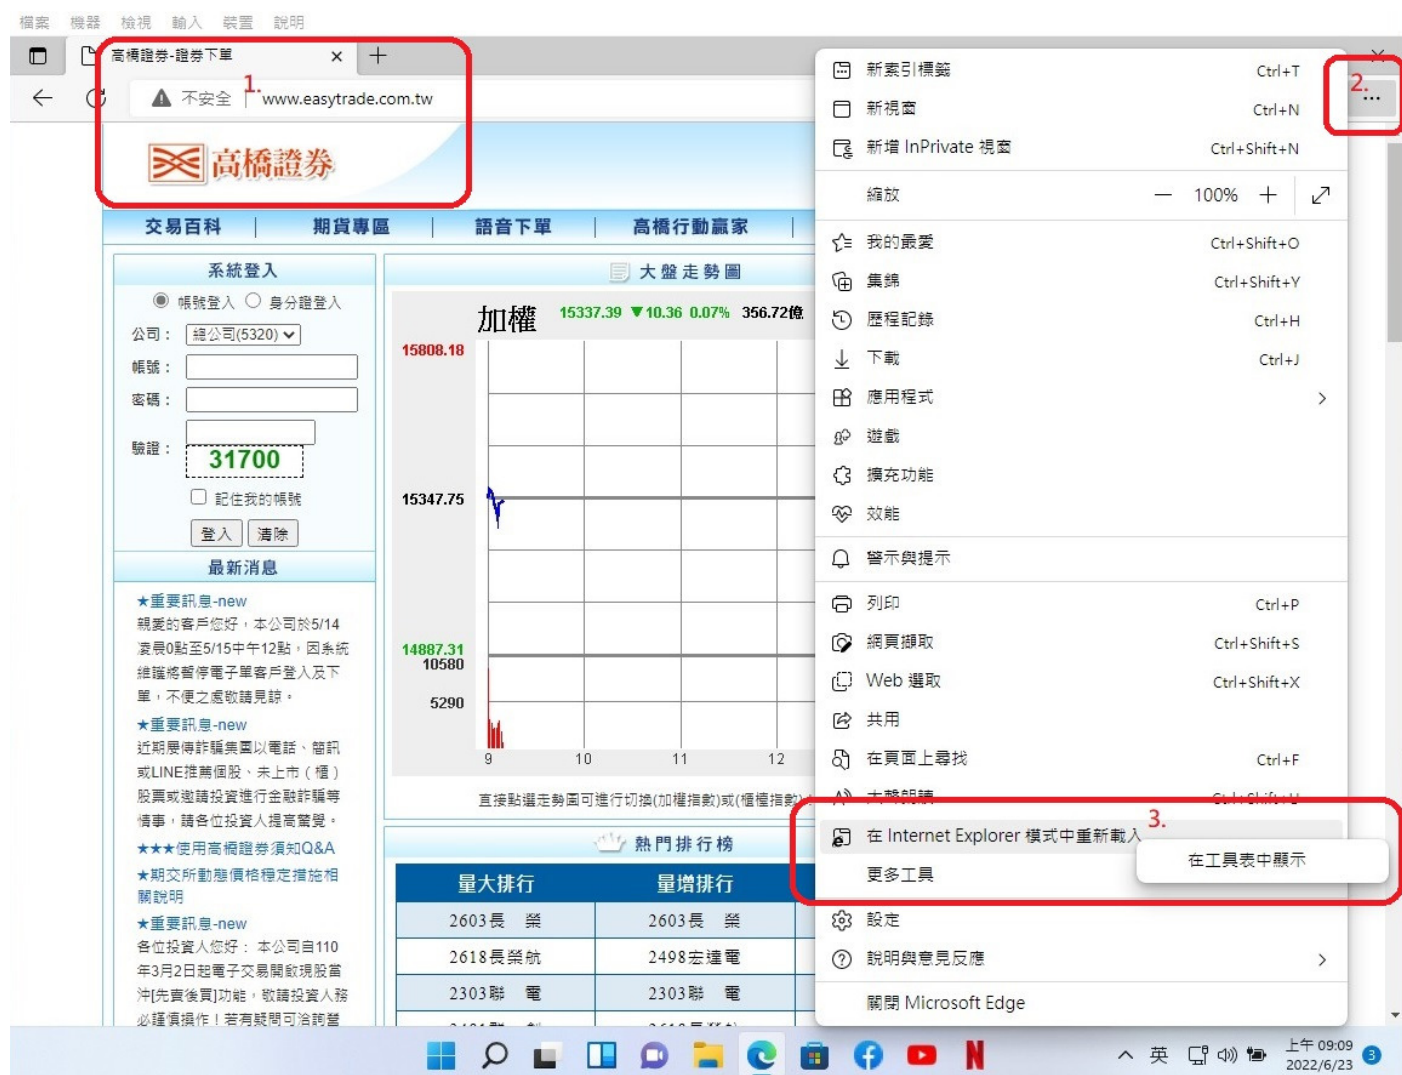 檔案 機器 檢視 輸入 裝置 說明
高橋證券-證券下單
1.
2.
不安全 www.easytrade.com.tw
高橋證券
交易百科 期貨專區 語音下單 高橋行動贏家
系統登入
帳號登入 身分證登入
公司： 總公司(5320)
帳號：
密碼：
驗證：
31700
記住我的帳號
登入 清除
最新消息
★重要訊息-new
親愛的客戶您好，本公司於5/14
凌晨0點至5/15中午12點，因系統
維護將暫停電子單客戶登入及下
單，不便之處敬請見諒。
★重要訊息-new
近期屢傳詐騙集團以電話、簡訊
或LINE推薦個股、未上市（櫃）
股票或邀請投資進行金融詐騙等
情事，請各位投資人提高警覺。
★★★使用高橋證券須知Q&A
★期交所動態價格穩定措施相
關說明
★重要訊息-new
各位投資人您好： 本公司自110
年3月2日起電子交易開啟現股當
沖[先賣後買]功能，敬請投資人務
必謹慎操作！若有疑問可洽詢營
大盤走勢圖
加權 15337.39 ▼10.36 0.07% 356.72億
15808.18
15347.75
14887.31
10580
5290
9 10 11 12
直接點選走勢圖可進行切換(加權指數)或(櫃檯指數)
熱門排行榜
量大排行 量增排行
2603長 榮 2603長 榮
2618長榮航 2498宏達電
2303聯 電 2303聯 電
新索引標籤 Ctrl+T
新視窗 Ctrl+N
新增 InPrivate 視窗 Ctrl+Shift+N
縮放 — 100% +
我的最愛 Ctrl+Shift+O
集錦 Ctrl+Shift+Y
歷程記錄 Ctrl+H
下載 Ctrl+J
應用程式
遊戲
擴充功能
效能
警示與提示
列印 Ctrl+P
網頁擷取 Ctrl+Shift+S
Web 選取 Ctrl+Shift+X
共用
在頁面上尋找 Ctrl+F
大聲朗讀 Ctrl+Shift+U
3.
在 Internet Explorer 模式中重新載入
在工具表中顯示
更多工具
設定
說明與意見反應
關閉 Microsoft Edge
英
上午 09:09
2022/6/23
3